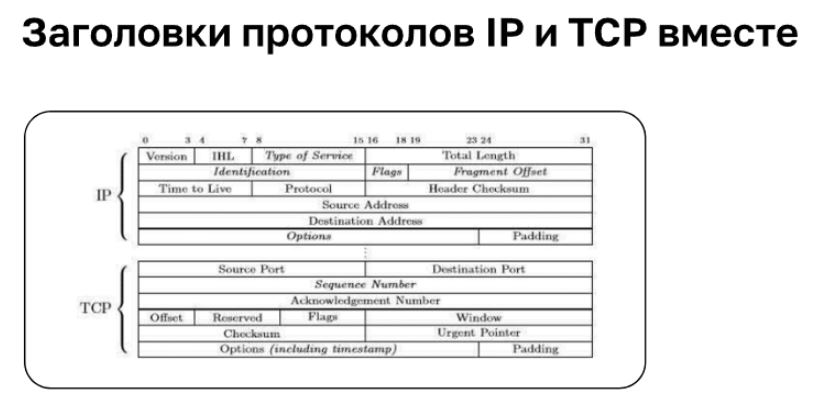 Заголовки протоколов IP и TCP вместе
0 3 4 7 8 15 16 18 19 23 24 31
Version IHL Type of Service Total Length
Identification Flags Fragment Offset
IP
Time to Live Protocol Header Checksum
Source Address
Destination Address
Options Padding
Source Port Destination Port
Sequence Number
Acknowledgement Number
TCP
Offset Reserved Flags Window
Checksum Urgent Pointer
Options (including timestamp) Padding